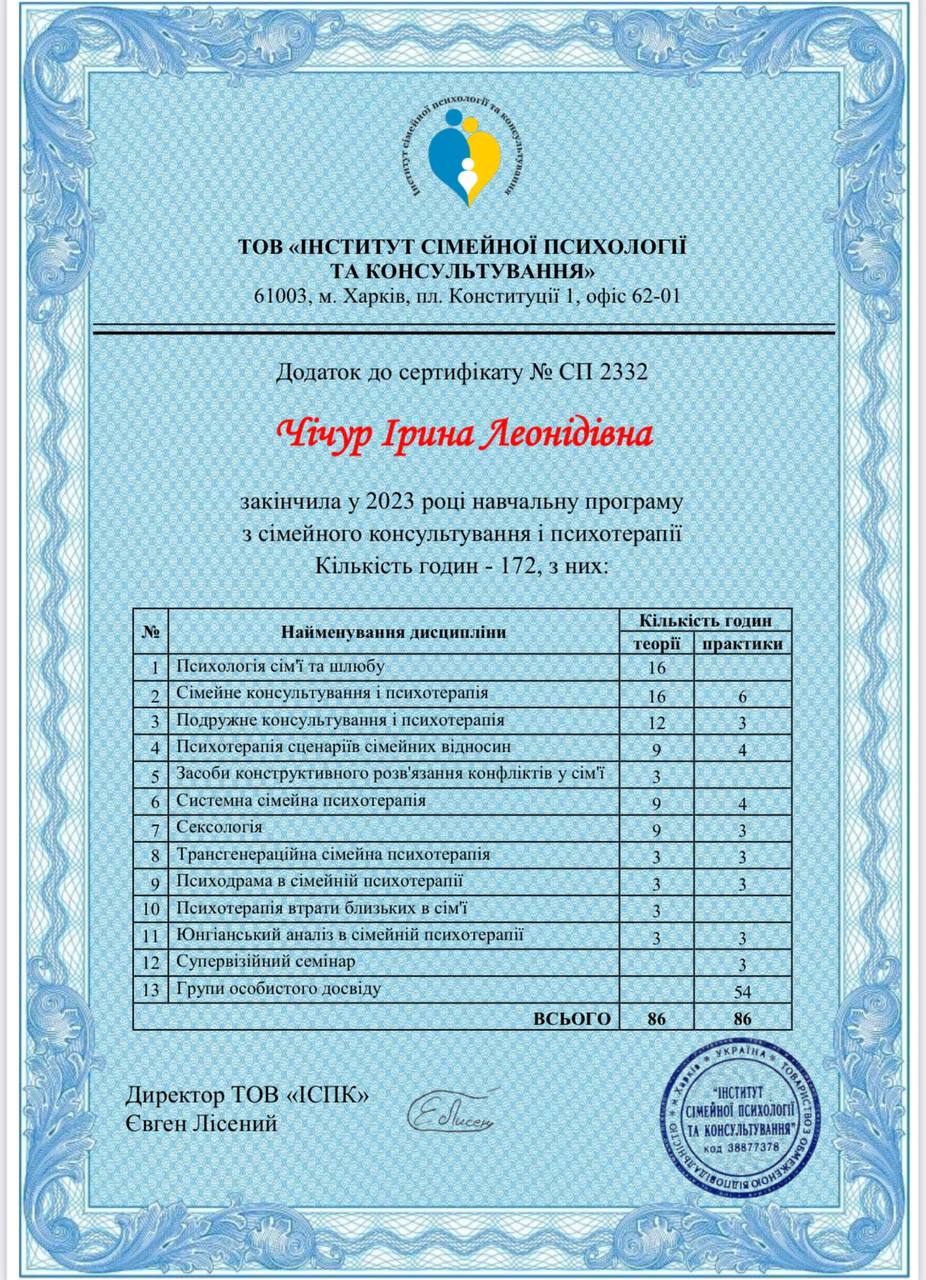 Інститут сімейної психології та консультування
ТОВ «ІНСТИТУТ СІМЕЙНОЇ ПСИХОЛОГІЇ
ТА КОНСУЛЬТУВАННЯ»
61003, м. Харків, пл. Конституції 1, офіс 62-01
Додаток до сертифікату № СП 2332
Чічур Ірина Леонідівна
закінчила у 2023 році навчальну програму
з сімейного консультування і психотерапії
Кількість годин - 172, з них:
№ Найменування дисципліни Кількість годин
теорії практики
1 Психологія сім'ї та шлюбу 16
2 Сімейне консультування і психотерапія 16 6
3 Подружне консультування і психотерапія 12 3
4 Психотерапія сценаріїв сімейних відносин 9 4
5 Засоби конструктивного розв'язання конфліктів у сім'ї 3
6 Системна сімейна психотерапія 9 4
7 Сексологія 9 3
8 Трансгенераційна сімейна психотерапія 3 3
9 Психодрама в сімейній психотерапії 3 3
10 Психотерапія втрати близьких в сім'ї 3
11 Юнгіанський аналіз в сімейній психотерапії 3 3
12 Супервізійний семінар 3
13 Групи особистого досвіду 54
ВСЬОГО 86 86
Директор ТОВ «ІСПК»
Євген Лісений
УКРАЇНА * ТОВАРИСТВО З ОБМЕЖЕНОЮ ВІДПОВІДАЛЬНІСТЮ * м.Харків *
"ІНСТИТУТ
СІМЕЙНОЇ ПСИХОЛОГІЇ
ТА КОНСУЛЬТУВАННЯ"
код 38877378